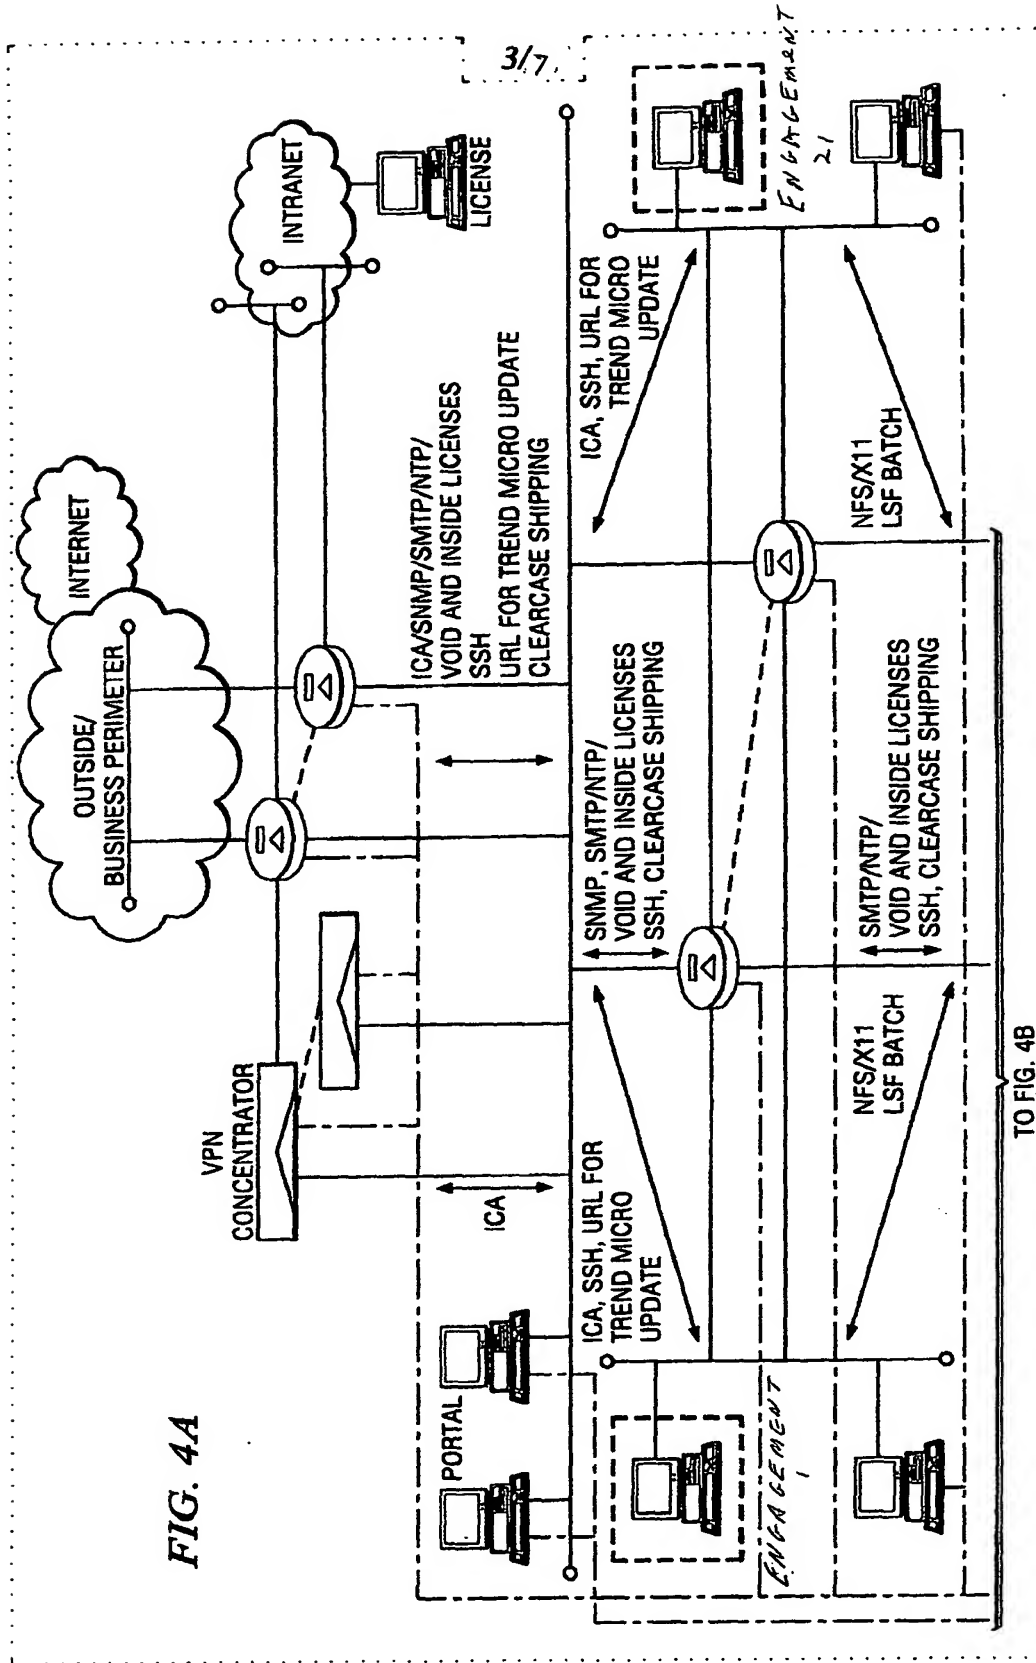 3/7
FIG. 4A
INTERNET
OUTSIDE/
BUSINESS PERIMETER
INTRANET
LICENSE
VPN
CONCENTRATOR
PORTAL
ICA
ICA/SNMP/SMTP/NTP/
VOID AND INSIDE LICENSES
SSH
URL FOR TREND MICRO UPDATE
CLEARCASE SHIPPING
ICA, SSH, URL FOR
TREND MICRO
UPDATE
SNMP, SMTP/NTP/
VOID AND INSIDE LICENSES
SSH, CLEARCASE SHIPPING
ICA, SSH, URL FOR
TREND MICRO
UPDATE
ENGAGEMENT
1
ENGAGEMENT
21
NFS/X11
LSF BATCH
SMTP/NTP/
VOID AND INSIDE LICENSES
SSH, CLEARCASE SHIPPING
NFS/X11
LSF BATCH
TO FIG. 4B